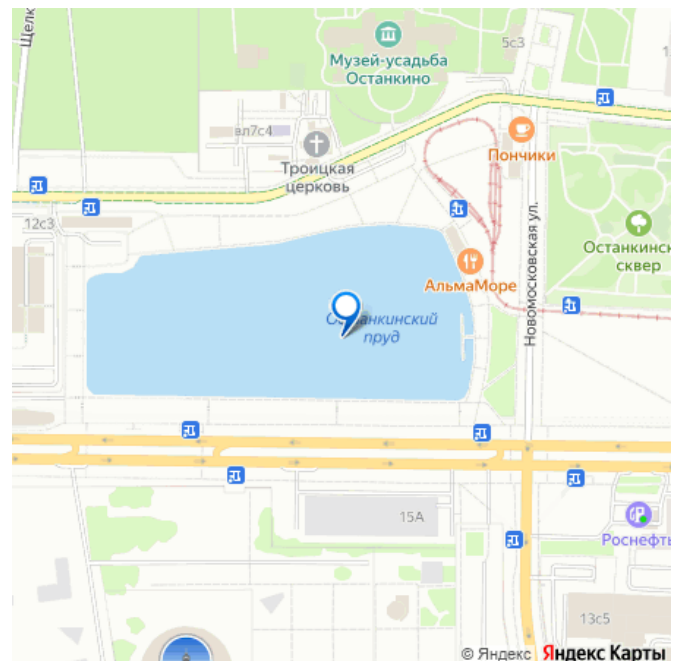 Щелк
5с3
Музей-усадьба
Останкино
вл7с4
Троицкая
церковь
Пончики
12с3
Останкинск
сквер
АльмаМоре
Новомосковская ул.
Останкинский
пруд
15А
Роснефть
13с5
© Яндекс Яндекс Карты